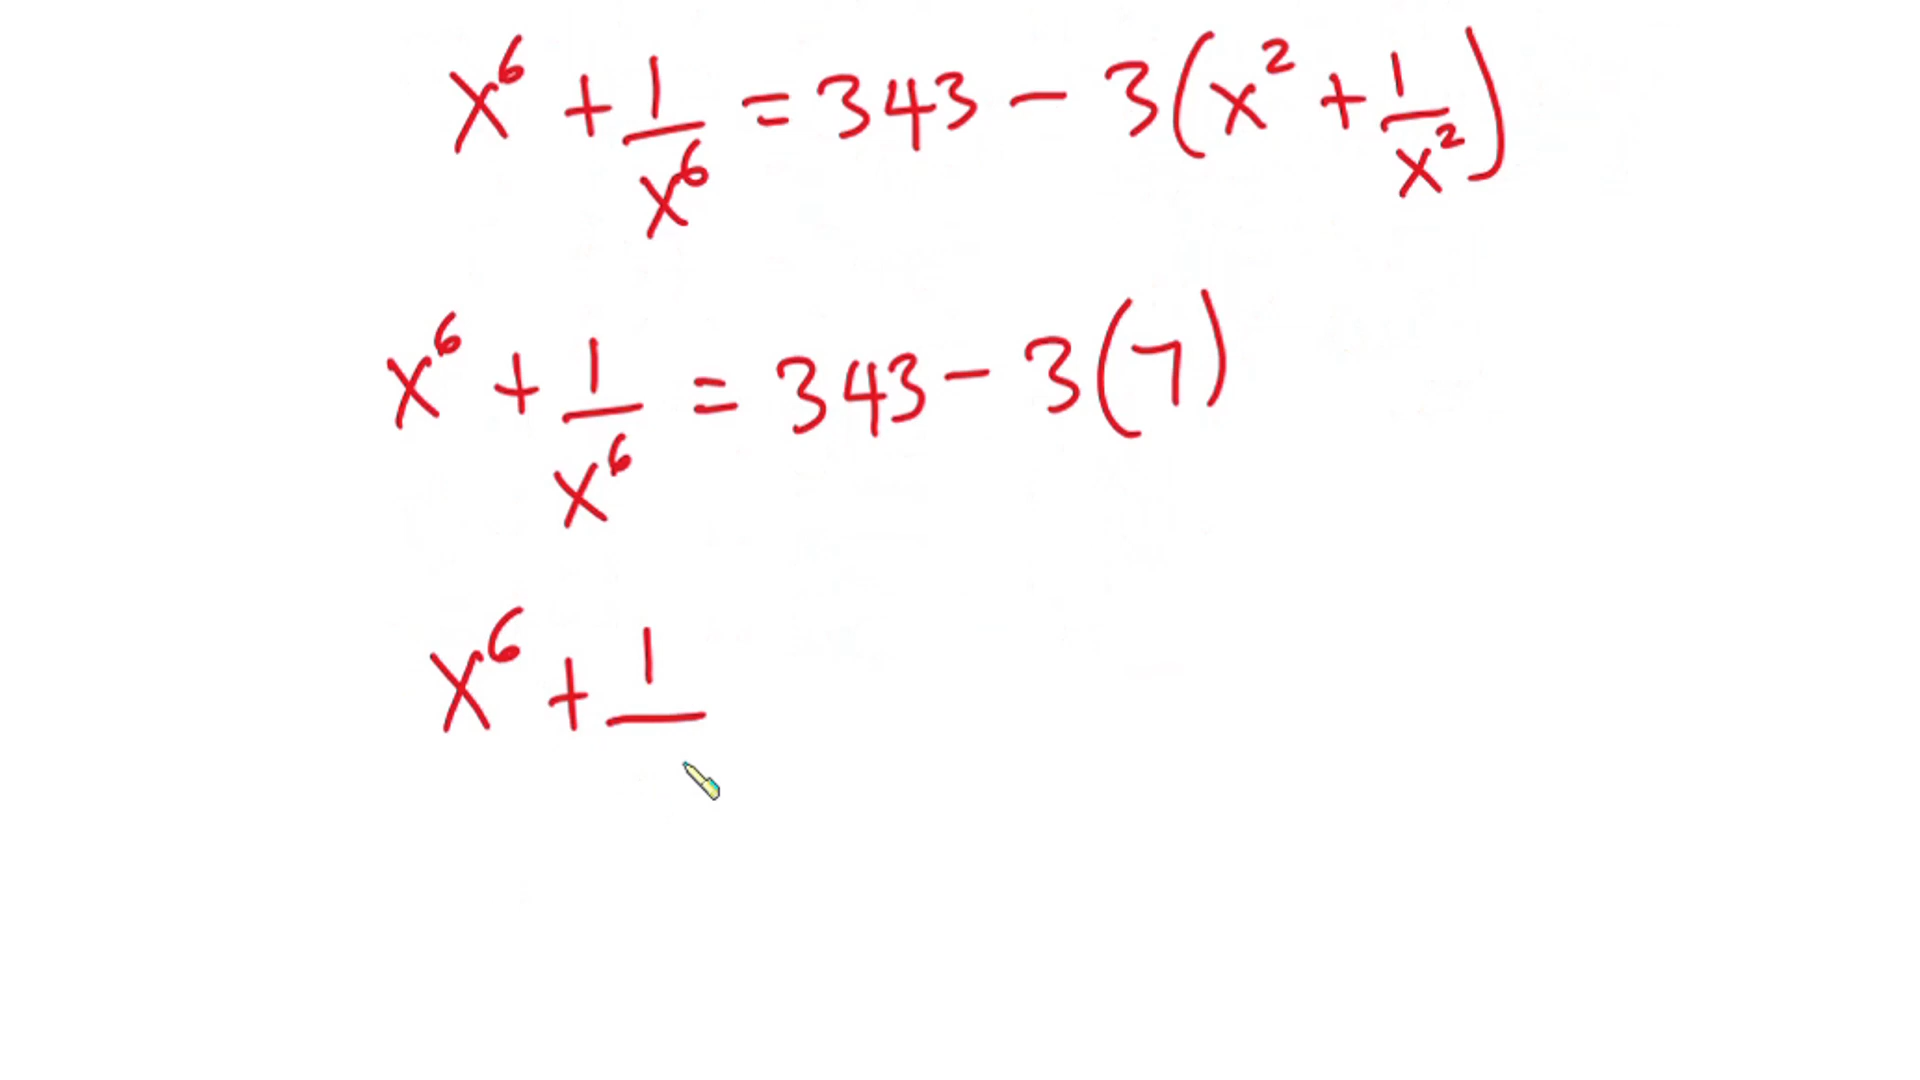 x⁶ + 1/x⁶ = 343 - 3(x² + 1/x²)
x⁶ + 1/x⁶ = 343 - 3(7)
x⁶ + 1/